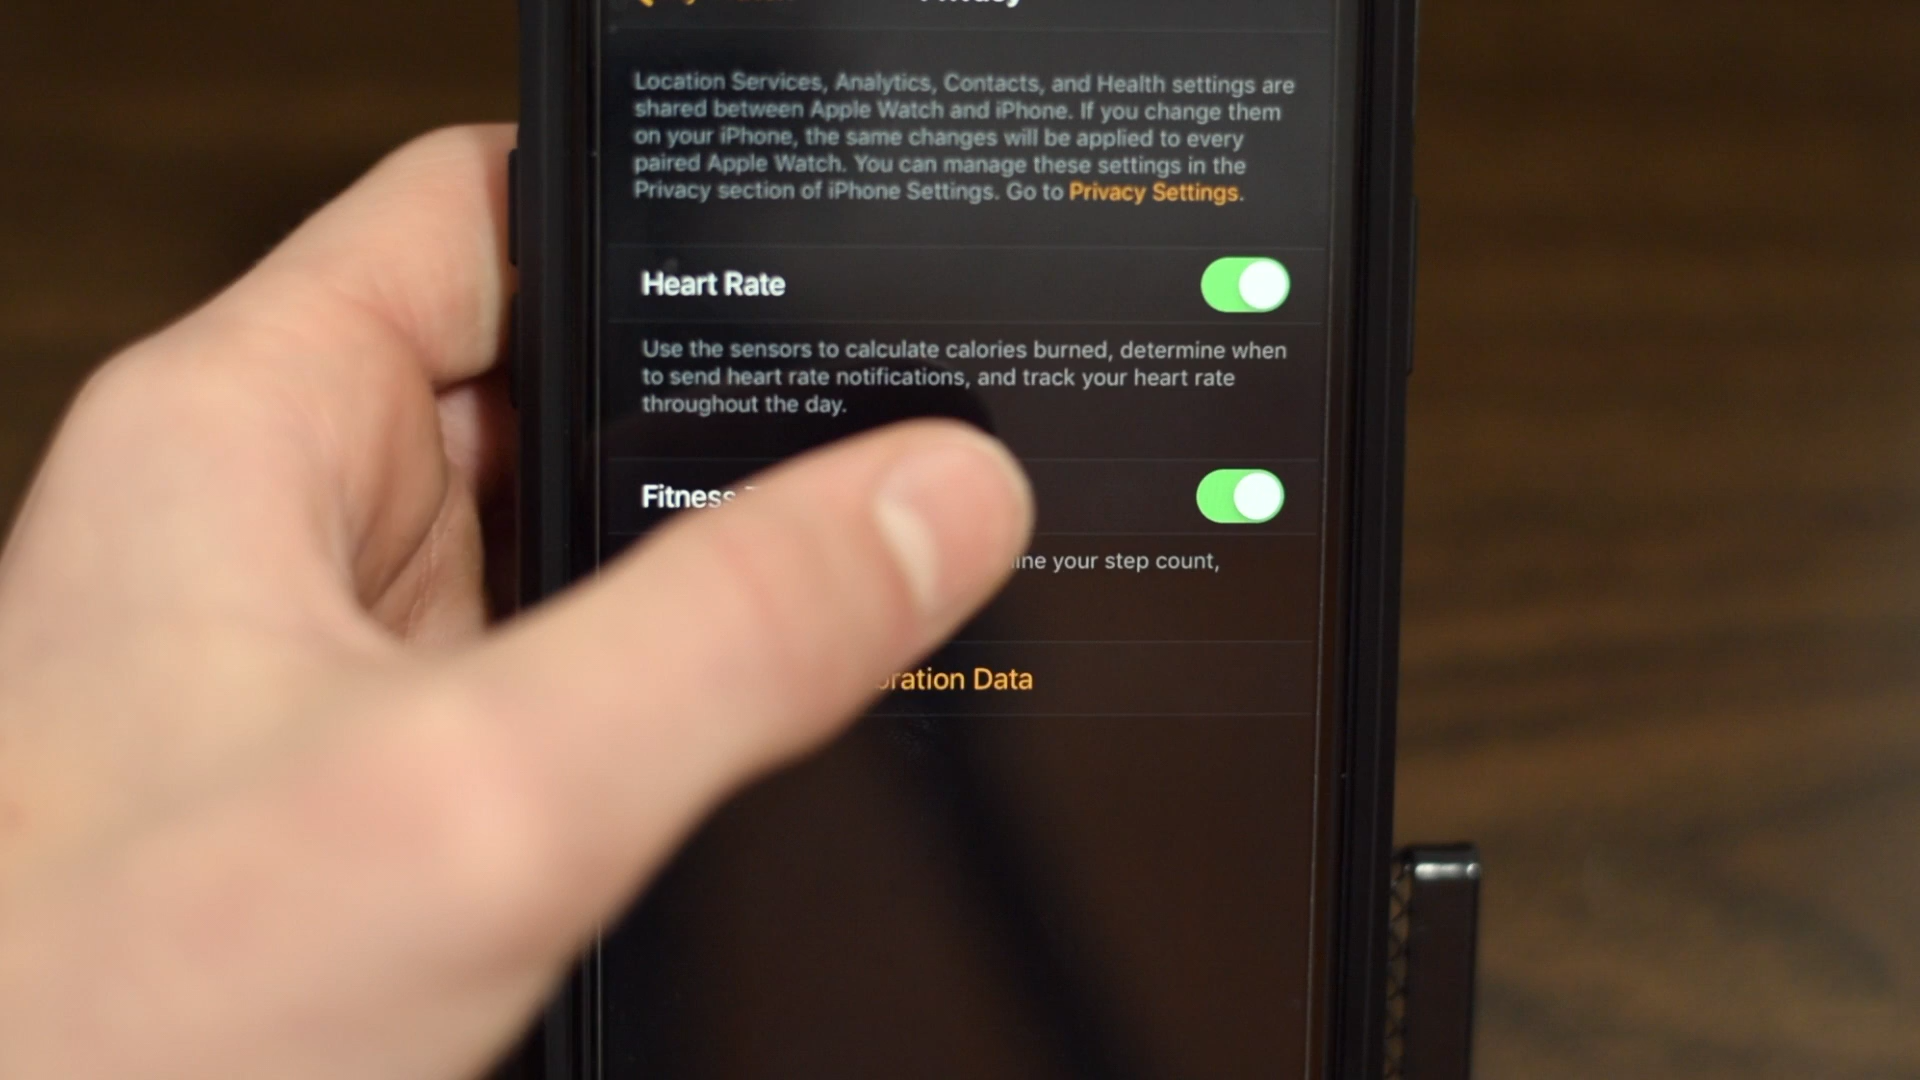 Privacy
Location Services, Analytics, Contacts, and Health settings are
shared between Apple Watch and iPhone. If you change them
on your iPhone, the same changes will be applied to every
paired Apple Watch. You can manage these settings in the
Privacy section of iPhone Settings. Go to Privacy Settings.
Heart Rate
Use the sensors to calculate calories burned, determine when
to send heart rate notifications, and track your heart rate
throughout the day.
Fitness
your step count,
Data